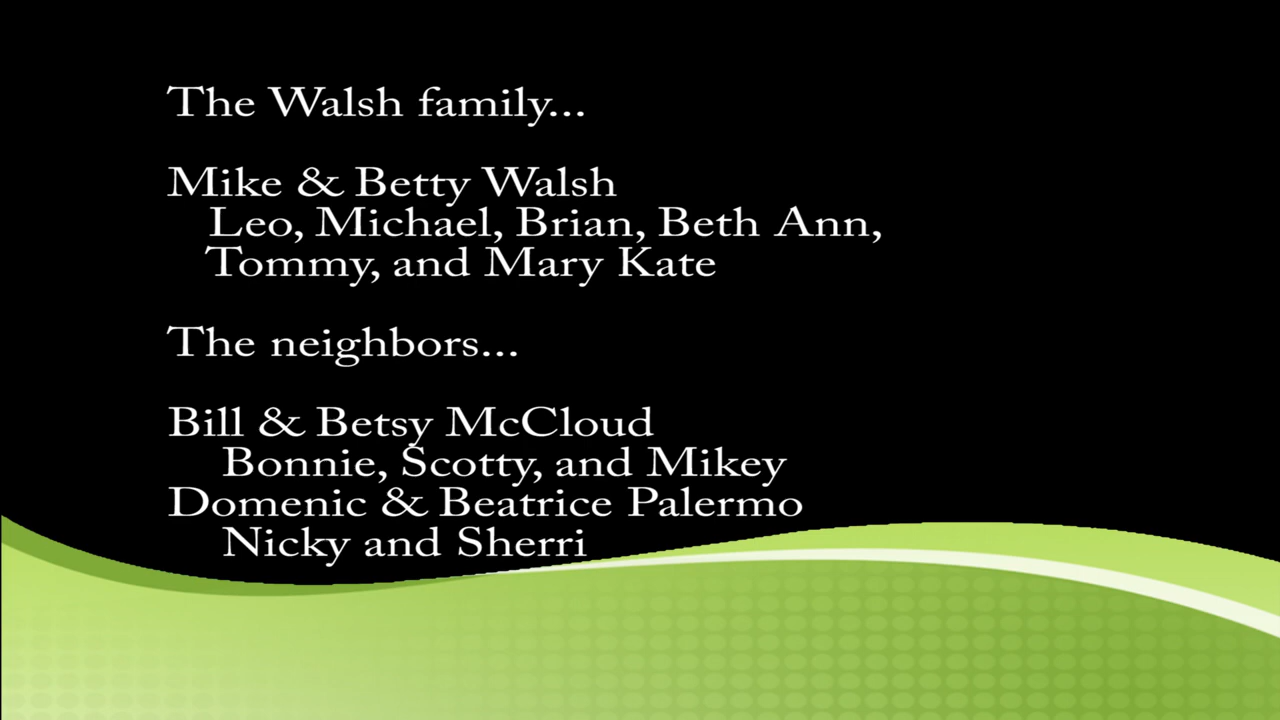 The Walsh family...
Mike & Betty Walsh
Leo, Michael, Brian, Beth Ann,
Tommy, and Mary Kate
The neighbors...
Bill & Betsy McCloud
Bonnie, Scotty, and Mikey
Domenic & Beatrice Palermo
Nicky and Sherri